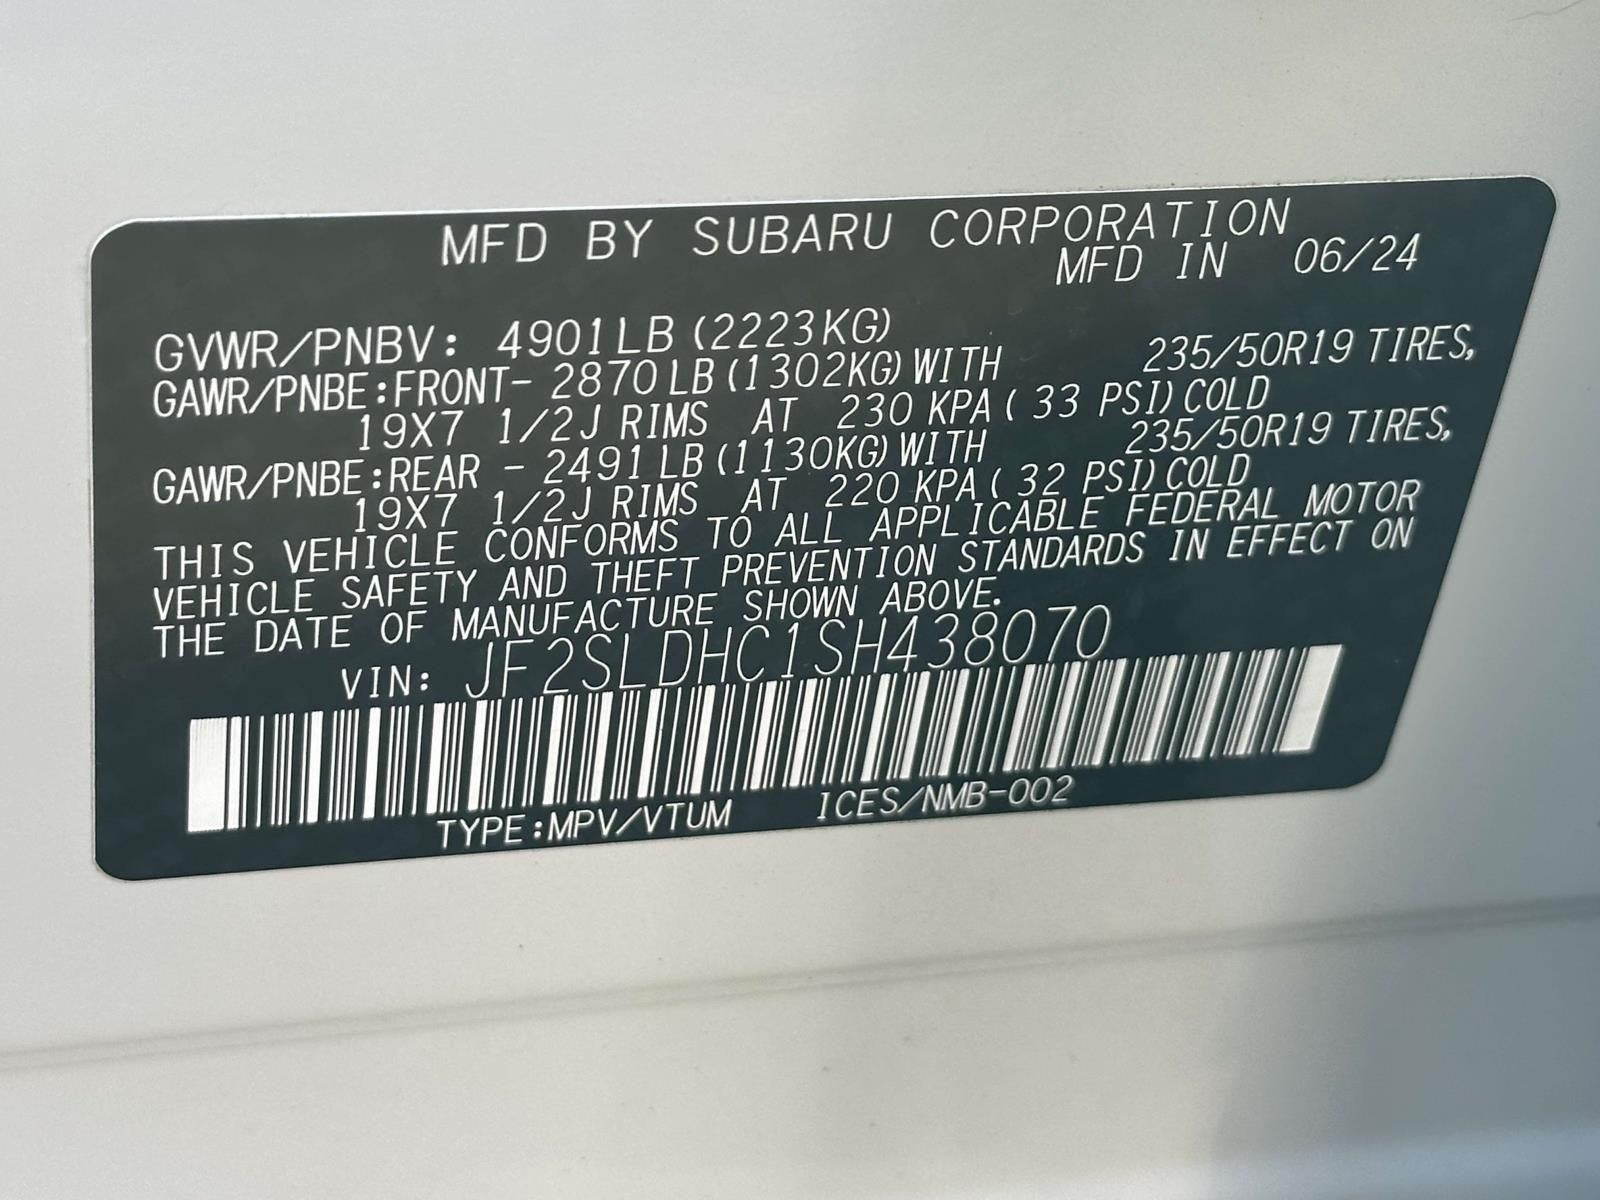 MFD BY SUBARU CORPORATION
MFD IN 06/24
GVWR/PNBV: 4901LB (2223KG)
GAWR/PNBE:FRONT- 2870LB(1302KG)WITH 235/50R19 TIRES,
19X7 1/2J RIMS AT 230 KPA( 33 PSI)COLD
GAWR/PNBE:REAR - 2491LB(1130KG)WITH 235/50R19 TIRES,
19X7 1/2J RIMS AT 220 KPA( 32 PSI)COLD
THIS VEHICLE CONFORMS TO ALL APPLICABLE FEDERAL MOTOR
VEHICLE SAFETY AND THEFT PREVENTION STANDARDS IN EFFECT ON
THE DATE OF MANUFACTURE SHOWN ABOVE.
VIN: JF2SLDHC1SH438070
TYPE:MPV/VTUM ICES/NMB-002